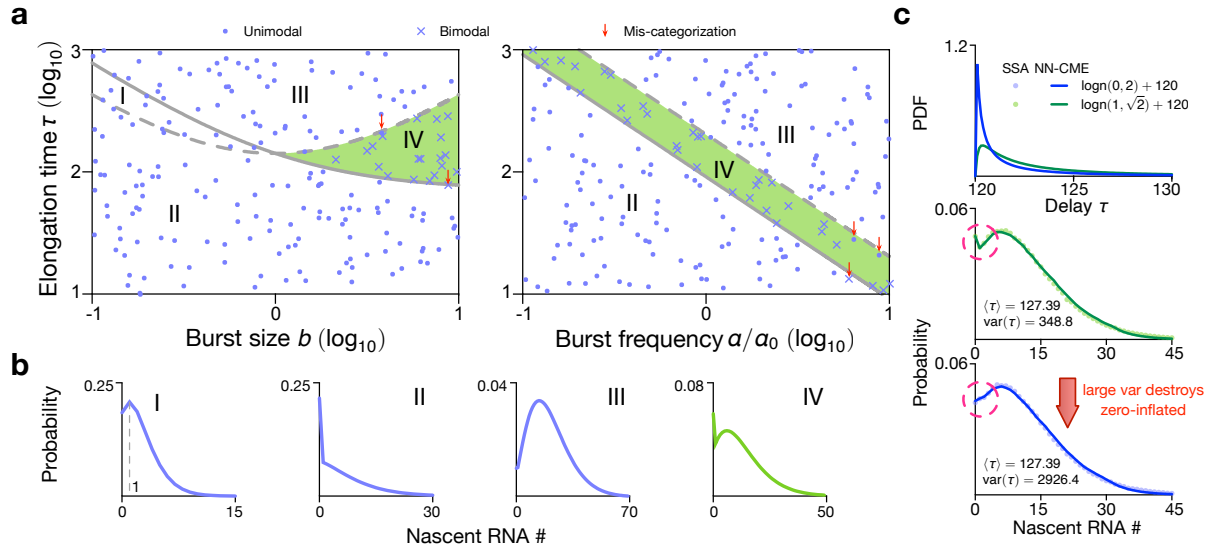 a
Unimodal
Bimodal
Mis-categorization
Elongation time τ (log10)
3
2
1
I
II
III
IV
-1
0
1
Burst size b (log10)
3
2
1
II
III
IV
-1
0
1
Burst frequency α/α0 (log10)
b
Probability
0.25
I
1
0
15
0.25
II
0
30
0.04
III
0
70
0.08
IV
0
50
Nascent RNA #
c
1.2
PDF
SSA NN-CME
logn(0, 2) + 120
logn(1, √2) + 120
120
125
130
Delay τ
0.06
⟨τ⟩ = 127.39
var(τ) = 348.8
0
15
30
45
Probability
0.06
large var destroys
zero-inflated
⟨τ⟩ = 127.39
var(τ) = 2926.4
0
15
30
45
Nascent RNA #